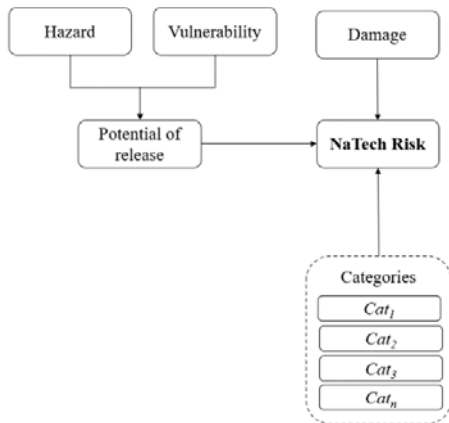 Hazard
Vulnerability
Damage
Potential of
release
NaTech Risk
Categories
Cat₁
Cat₂
Cat₃
Catₙ